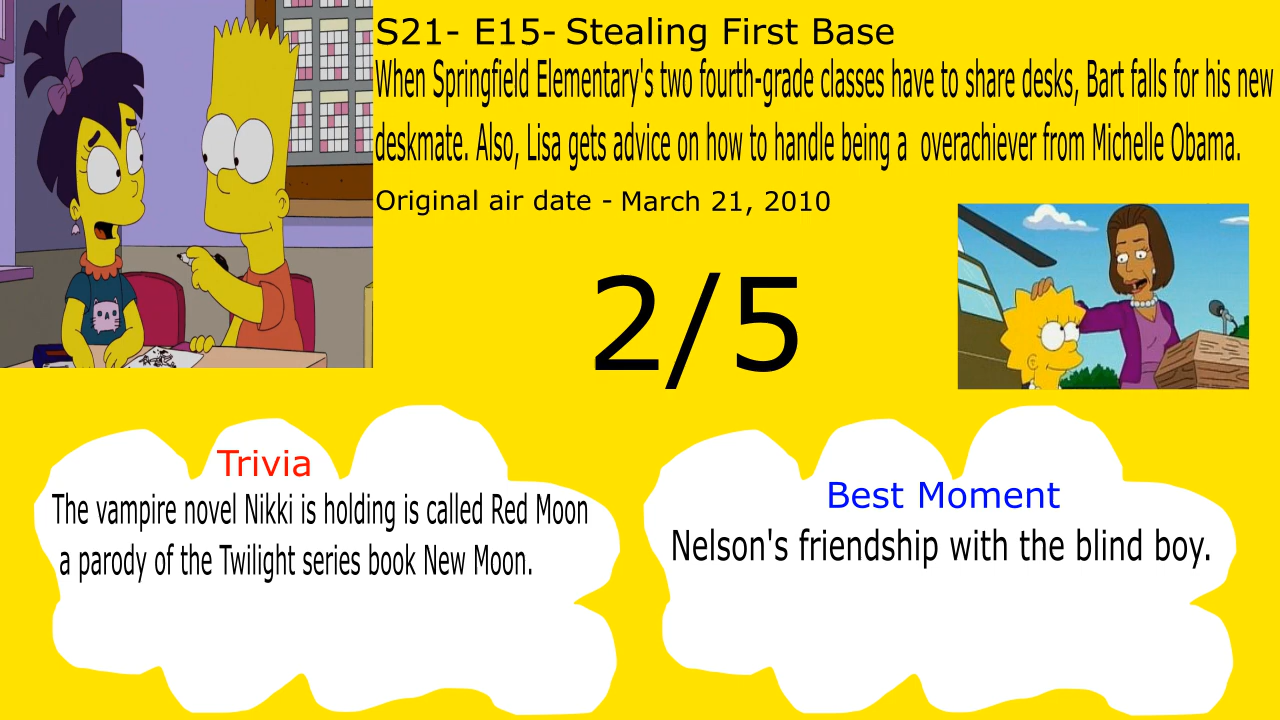 S21- E15- Stealing First Base
When Springfield Elementary's two fourth-grade classes have to share desks, Bart falls for his new
deskmate. Also, Lisa gets advice on how to handle being a overachiever from Michelle Obama.
Original air date - March 21, 2010
2/5
Trivia
The vampire novel Nikki is holding is called Red Moon
a parody of the Twilight series book New Moon.
Best Moment
Nelson's friendship with the blind boy.